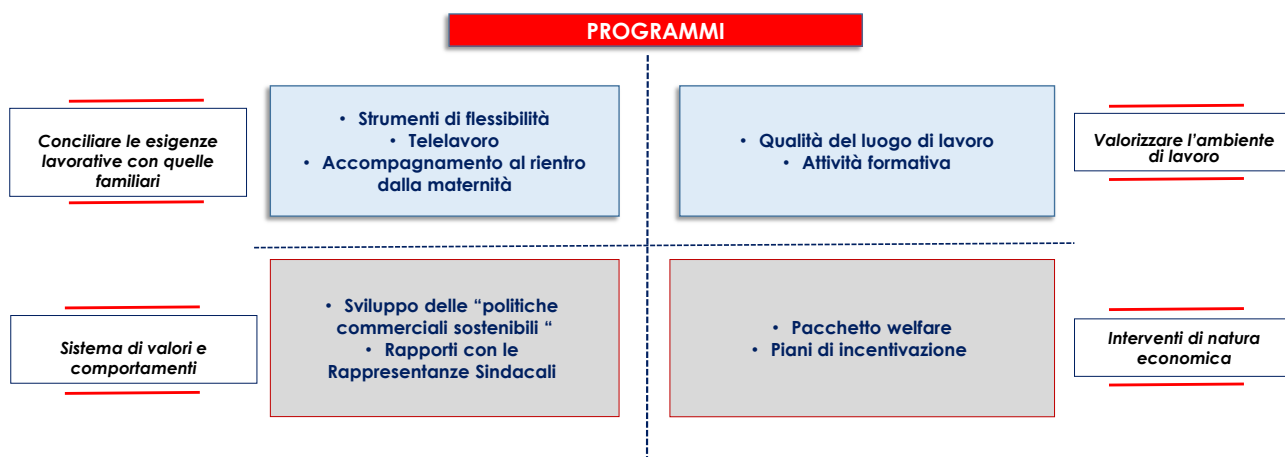 PROGRAMMI
Conciliare le esigenze
lavorative con quelle
familiari
• Strumenti di flessibilità
• Telelavoro
• Accompagnamento al rientro
dalla maternità
• Qualità del luogo di lavoro
• Attività formativa
Valorizzare l’ambiente
di lavoro
Sistema di valori e
comportamenti
• Sviluppo delle “politiche
commerciali sostenibili “
• Rapporti con le
Rappresentanze Sindacali
• Pacchetto welfare
• Piani di incentivazione
Interventi di natura
economica